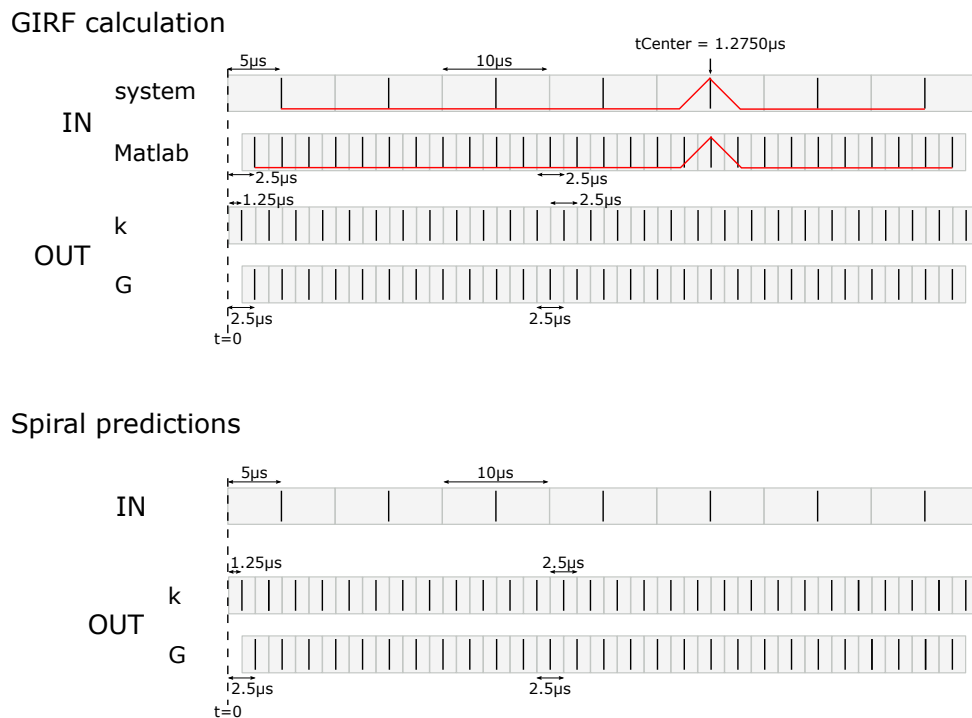 GIRF calculation
tCenter = 1.2750µs
5µs
10µs
system
IN
Matlab
2.5µs
2.5µs
1.25µs
2.5µs
k
OUT
G
2.5µs
2.5µs
t=0
Spiral predictions
5µs
10µs
IN
1.25µs
2.5µs
k
OUT
G
2.5µs
2.5µs
t=0